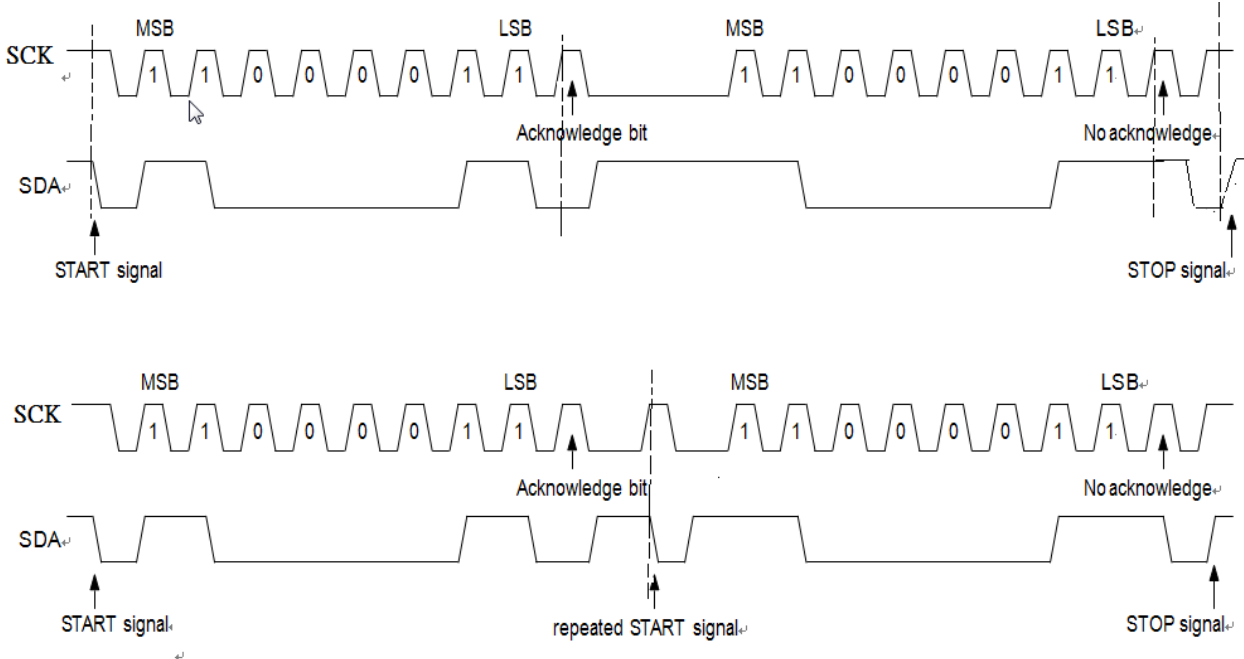 MSB LSB MSB LSB
SCK 1 1 0 0 0 0 1 1 1 1 0 0 0 0 1 1
Acknowledge bit No acknowledge
SDA
START signal STOP signal
MSB LSB MSB LSB
SCK 1 1 0 0 0 0 1 1 1 1 0 0 0 0 1 1
Acknowledge bit No acknowledge
SDA
START signal repeated START signal STOP signal